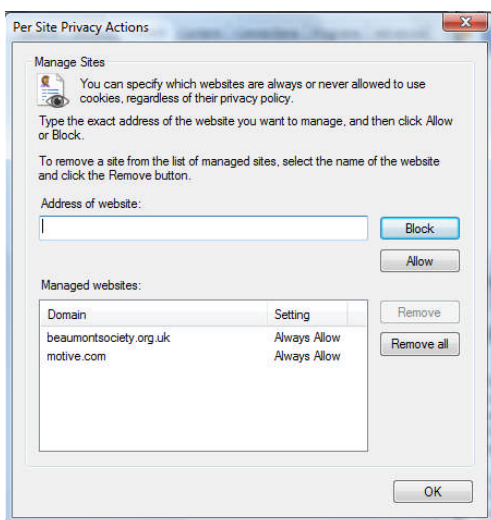 Per Site Privacy Actions
Manage Sites
You can specify which websites are always or never allowed to use
cookies, regardless of their privacy policy.
Type the exact address of the website you want to manage, and then click Allow
or Block.
To remove a site from the list of managed sites, select the name of the website
and click the Remove button.
Address of website:
Block
Allow
Managed websites:
Domain Setting Remove
beaumontsociety.org.uk Always Allow Remove all
motive.com Always Allow
OK